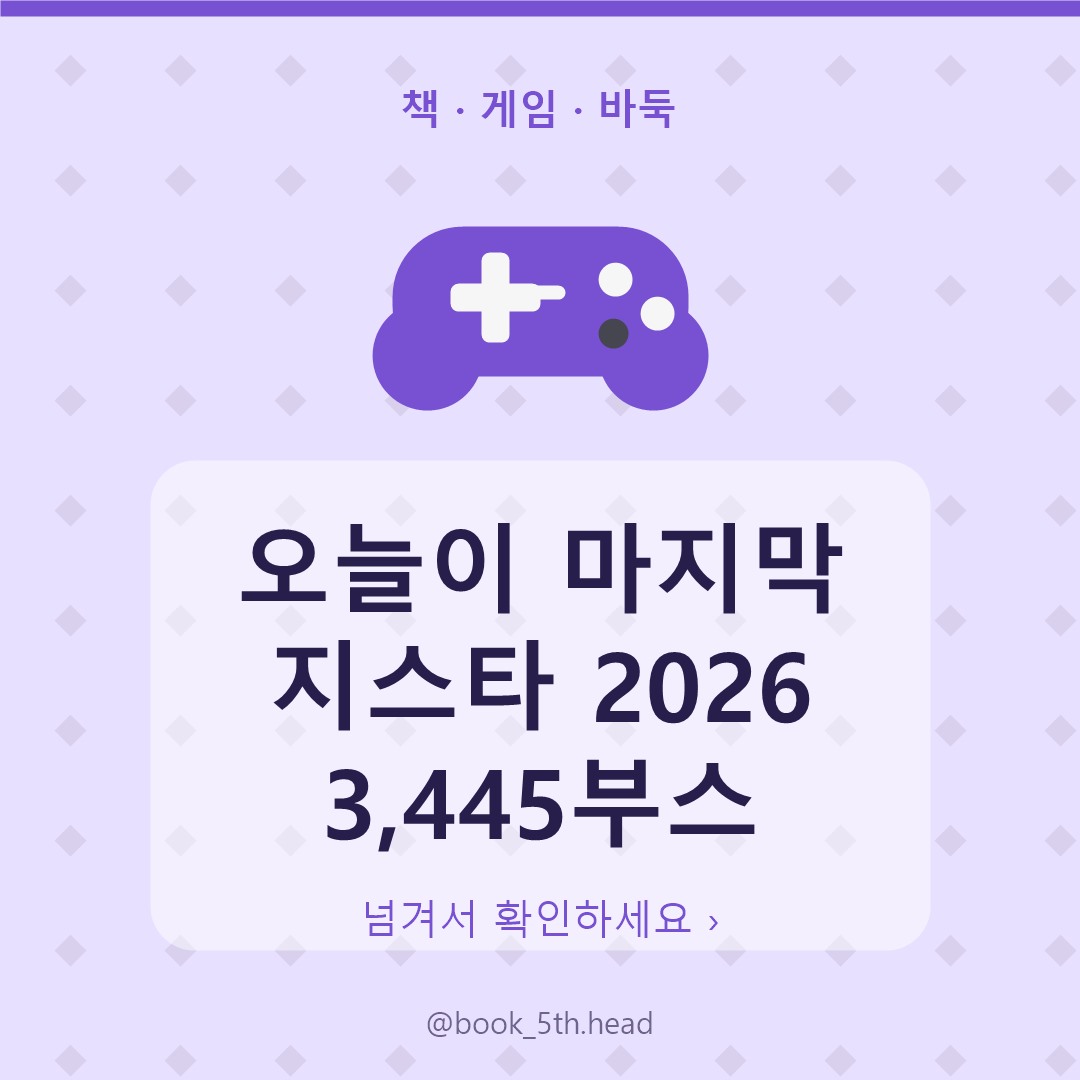 책 · 게임 · 바둑
오늘이 마지막
지스타 2026
3,445부스
넘겨서 확인하세요 ›
@book_5th.head